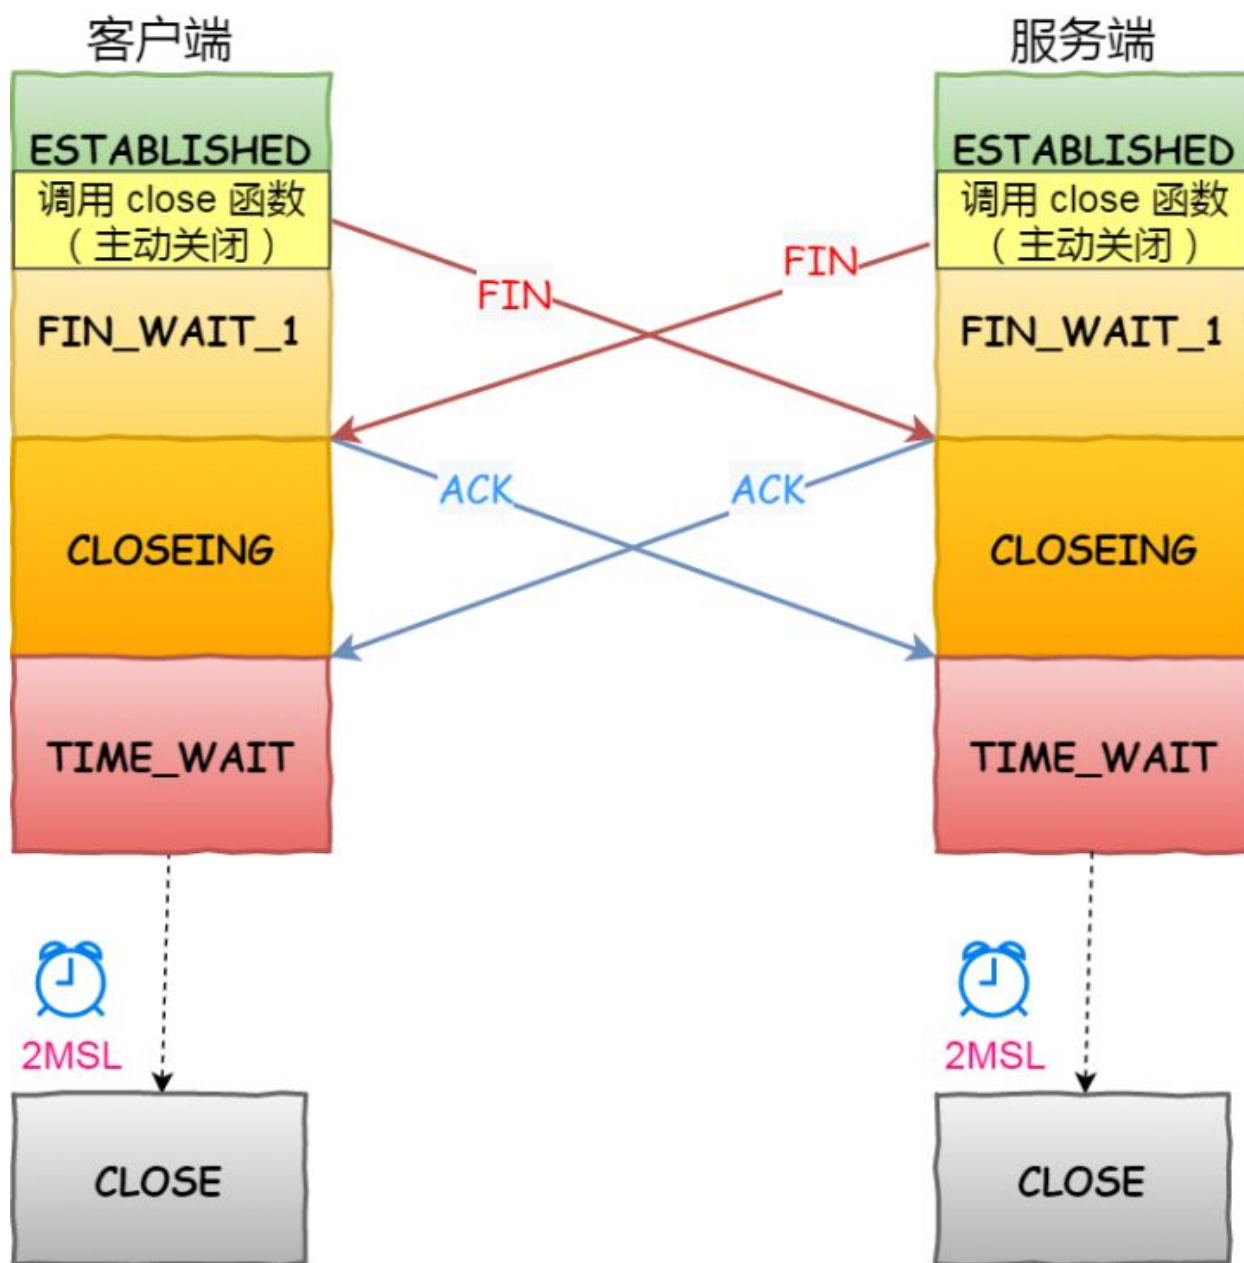 客户端
服务端
ESTABLISHED
ESTABLISHED
调用 close 函数
（主动关闭）
调用 close 函数
（主动关闭）
FIN
FIN
FIN_WAIT_1
FIN_WAIT_1
ACK
ACK
CLOSEING
CLOSEING
TIME_WAIT
TIME_WAIT
2MSL
2MSL
CLOSE
CLOSE